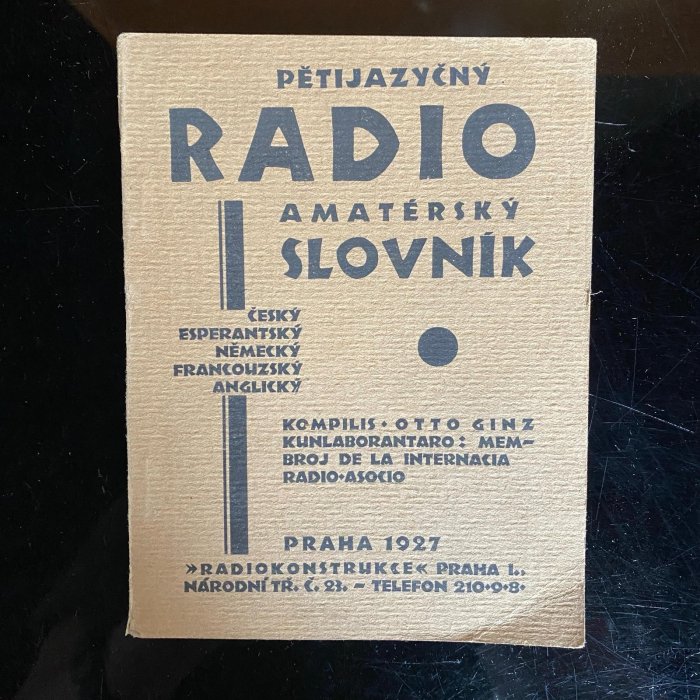 PĚTIJAZYČNÝ
RADIO
AMATÉRSKÝ
SLOVNÍK
ČESKÝ
ESPERANTSKÝ
NĚMECKÝ
FRANCOUZSKÝ
ANGLICKÝ
KOMPILIS • OTTO GINZ
KUNLABORANTARO: MEM-
BROJ DE LA INTERNACIA
RADIO•ASOCIO
PRAHA 1927
»RADIOKONSTRUKCE« PRAHA I.,
NÁRODNÍ TŘ. Č. 23. – TELEFON 210•9•8•